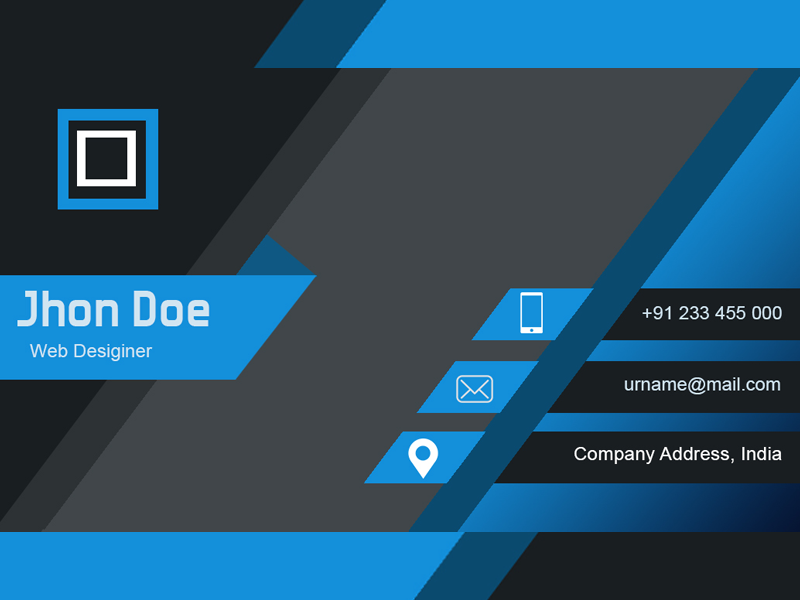 Jhon Doe
Web Desiginer
+91 233 455 000
urname@mail.com
Company Address, India